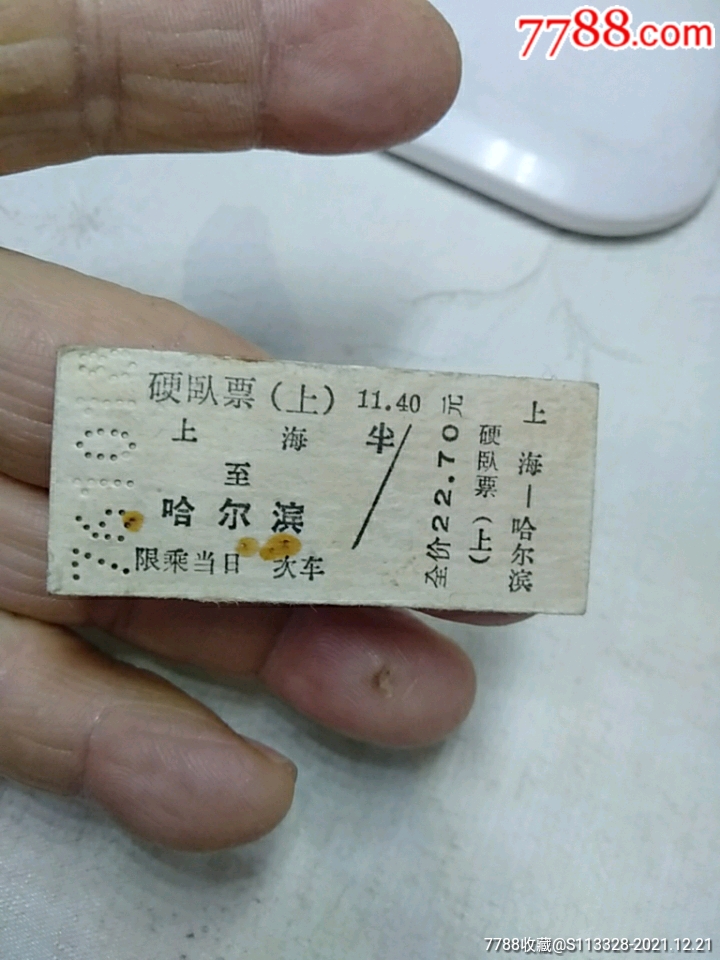 7788.com
硬卧票（上） 11.40
上海 半
至
哈尔滨
限乘当日 次车
全价22.70元
硬卧票（上）
上海—哈尔滨
7788收藏@S113328-2021.12.21